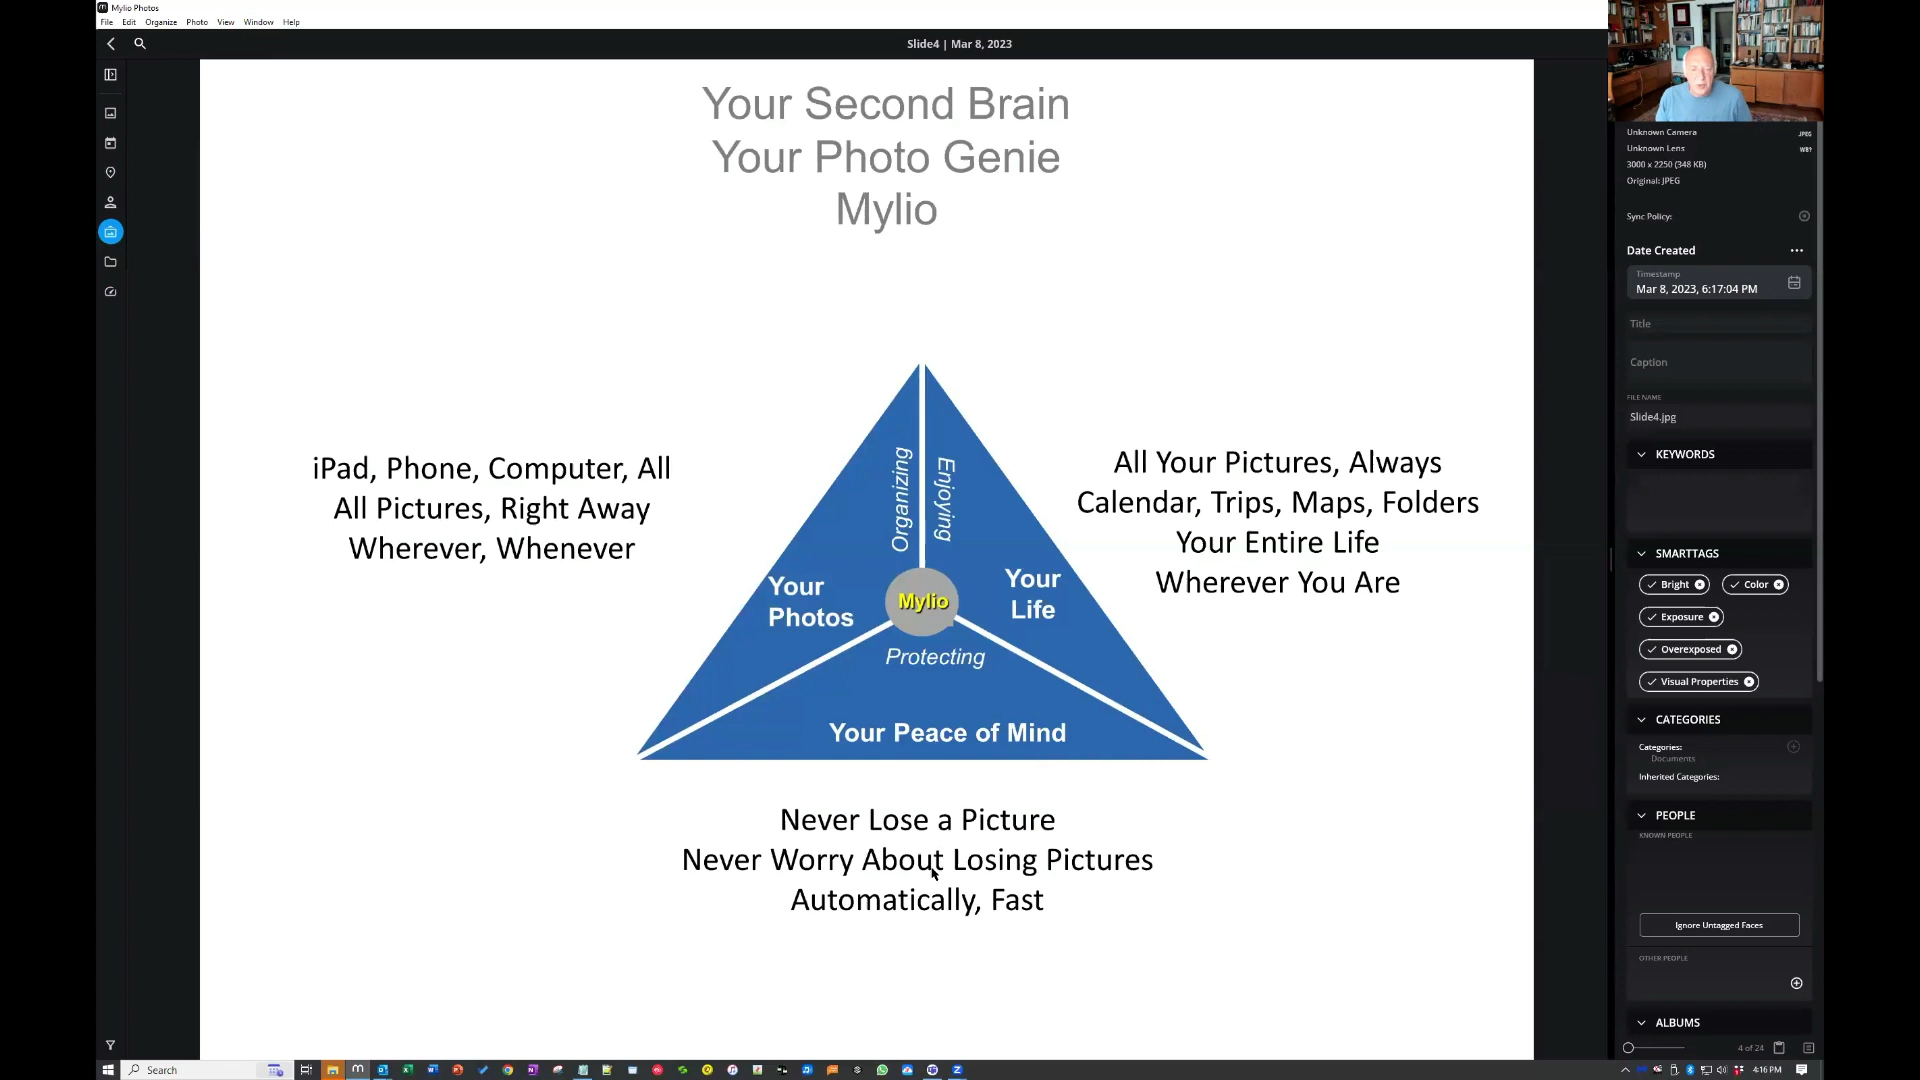 Mylio Photos
File Edit Organize Photo View Window Help
Slide4 | Mar 8, 2023
Your Second Brain
Your Photo Genie
Mylio
iPad, Phone, Computer, All
All Pictures, Right Away
Wherever, Whenever
Organizing
Enjoying
All Your Pictures, Always
Calendar, Trips, Maps, Folders
Your Entire Life
Wherever You Are
Your
Photos
Mylio
Your
Life
Protecting
Your Peace of Mind
Never Lose a Picture
Never Worry About Losing Pictures
Automatically, Fast
Unknown Camera JPEG
Unknown Lens WB?
3000 x 2250 (348 KB)
Original: JPEG
Sync Policy:
Date Created
Timestamp
Mar 8, 2023, 6:17:04 PM
Title
Caption
FILE NAME
Slide4.jpg
KEYWORDS
SMARTTAGS
Bright Color
Exposure
Overexposed
Visual Properties
CATEGORIES
Categories:
Documents
Inherited Categories:
PEOPLE
KNOWN PEOPLE
Ignore Untagged Faces
OTHER PEOPLE
ALBUMS
4 of 24
Search
4:16 PM